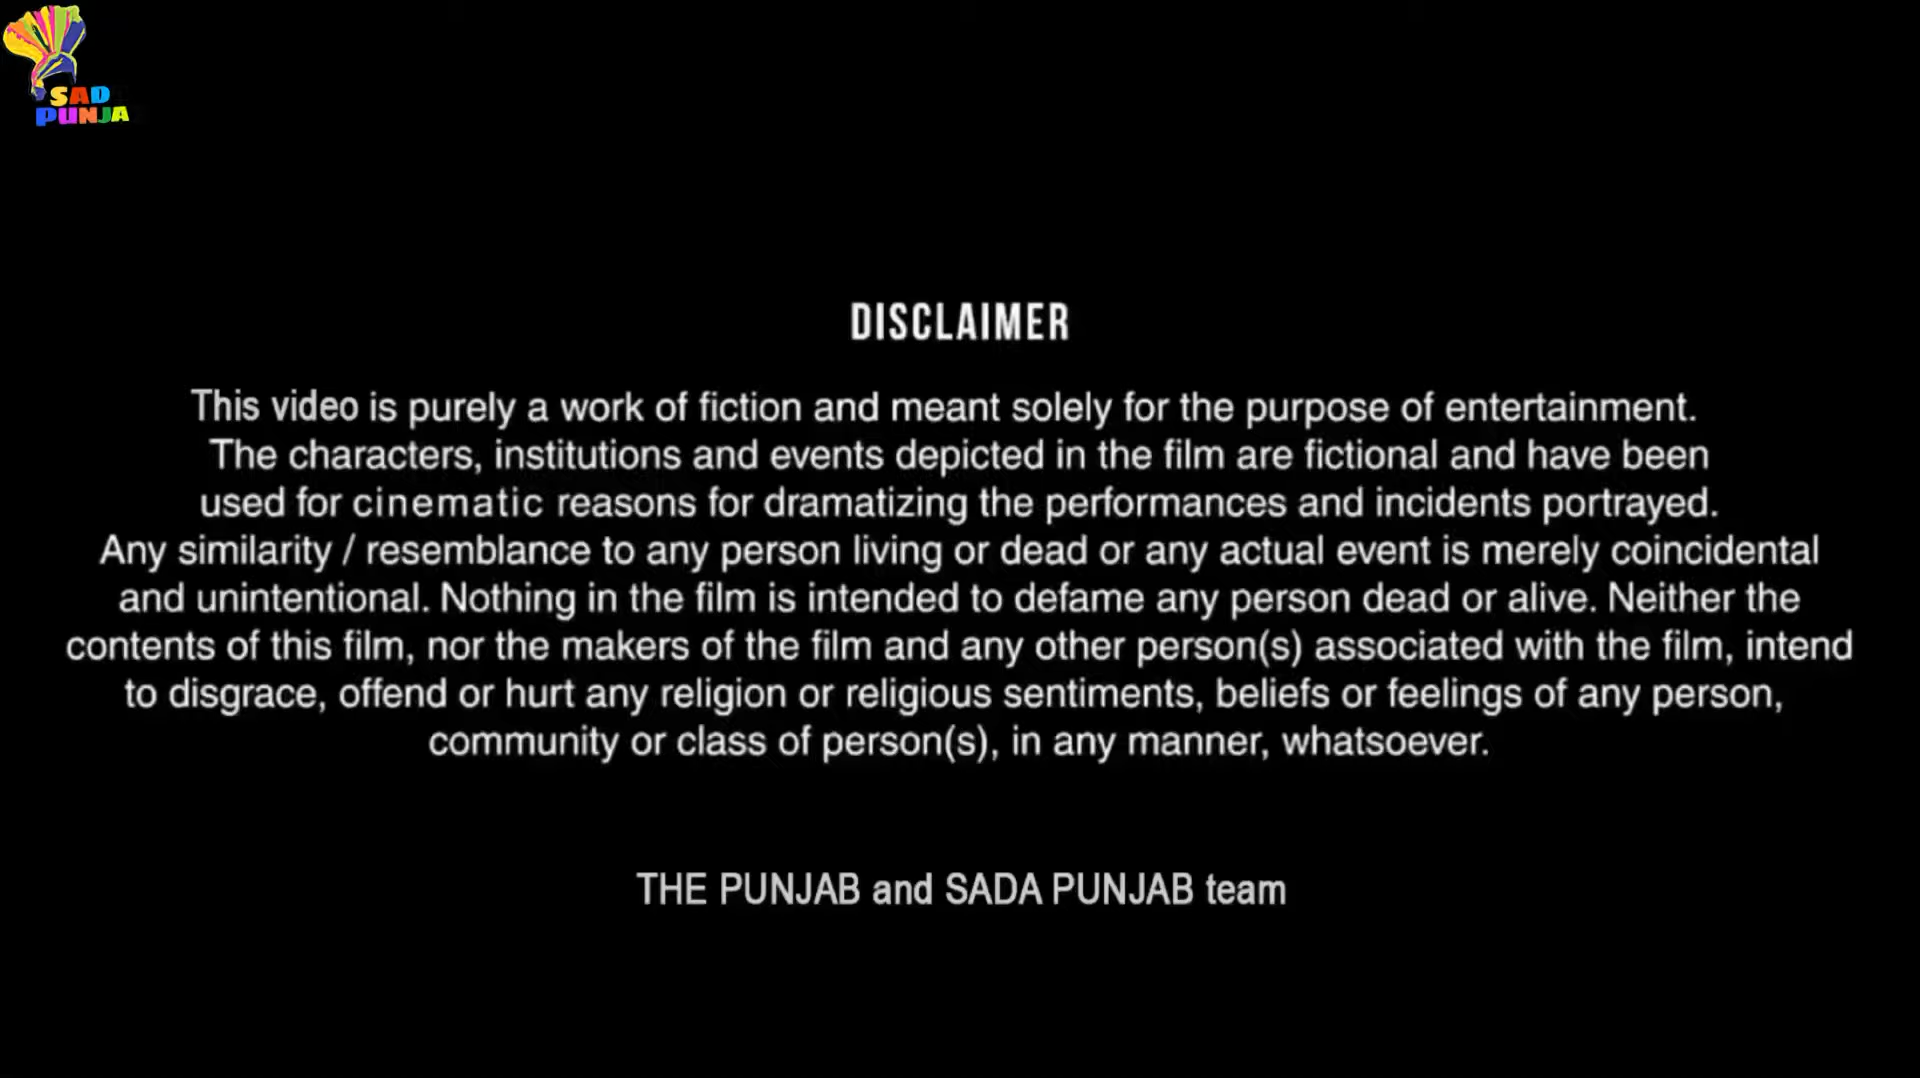 SAD
PUNJA
DISCLAIMER
This video is purely a work of fiction and meant solely for the purpose of entertainment.
The characters, institutions and events depicted in the film are fictional and have been
used for cinematic reasons for dramatizing the performances and incidents portrayed.
Any similarity / resemblance to any person living or dead or any actual event is merely coincidental
and unintentional. Nothing in the film is intended to defame any person dead or alive. Neither the
contents of this film, nor the makers of the film and any other person(s) associated with the film, intend
to disgrace, offend or hurt any religion or religious sentiments, beliefs or feelings of any person,
community or class of person(s), in any manner, whatsoever.
THE PUNJAB and SADA PUNJAB team